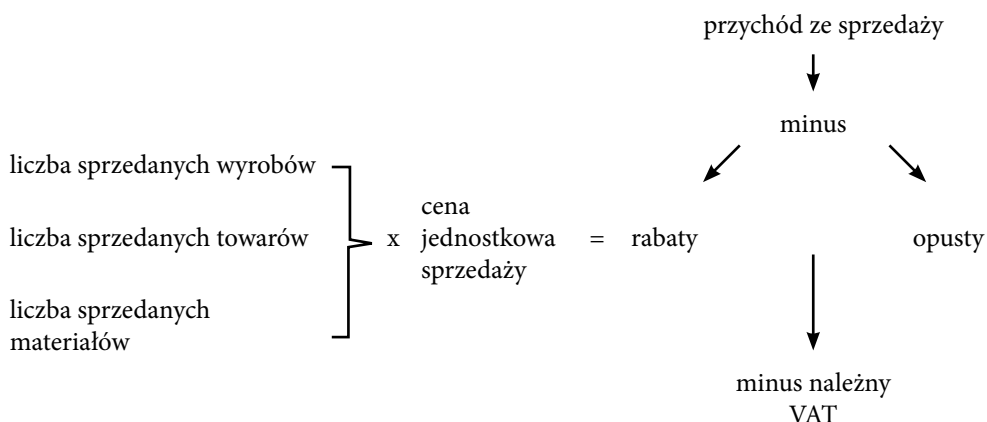 przychód ze sprzedaży
minus
liczba sprzedanych wyrobów
liczba sprzedanych towarów
liczba sprzedanych
materiałów
x
cena
jednostkowa
sprzedaży
=
rabaty
opusty
minus należny
VAT